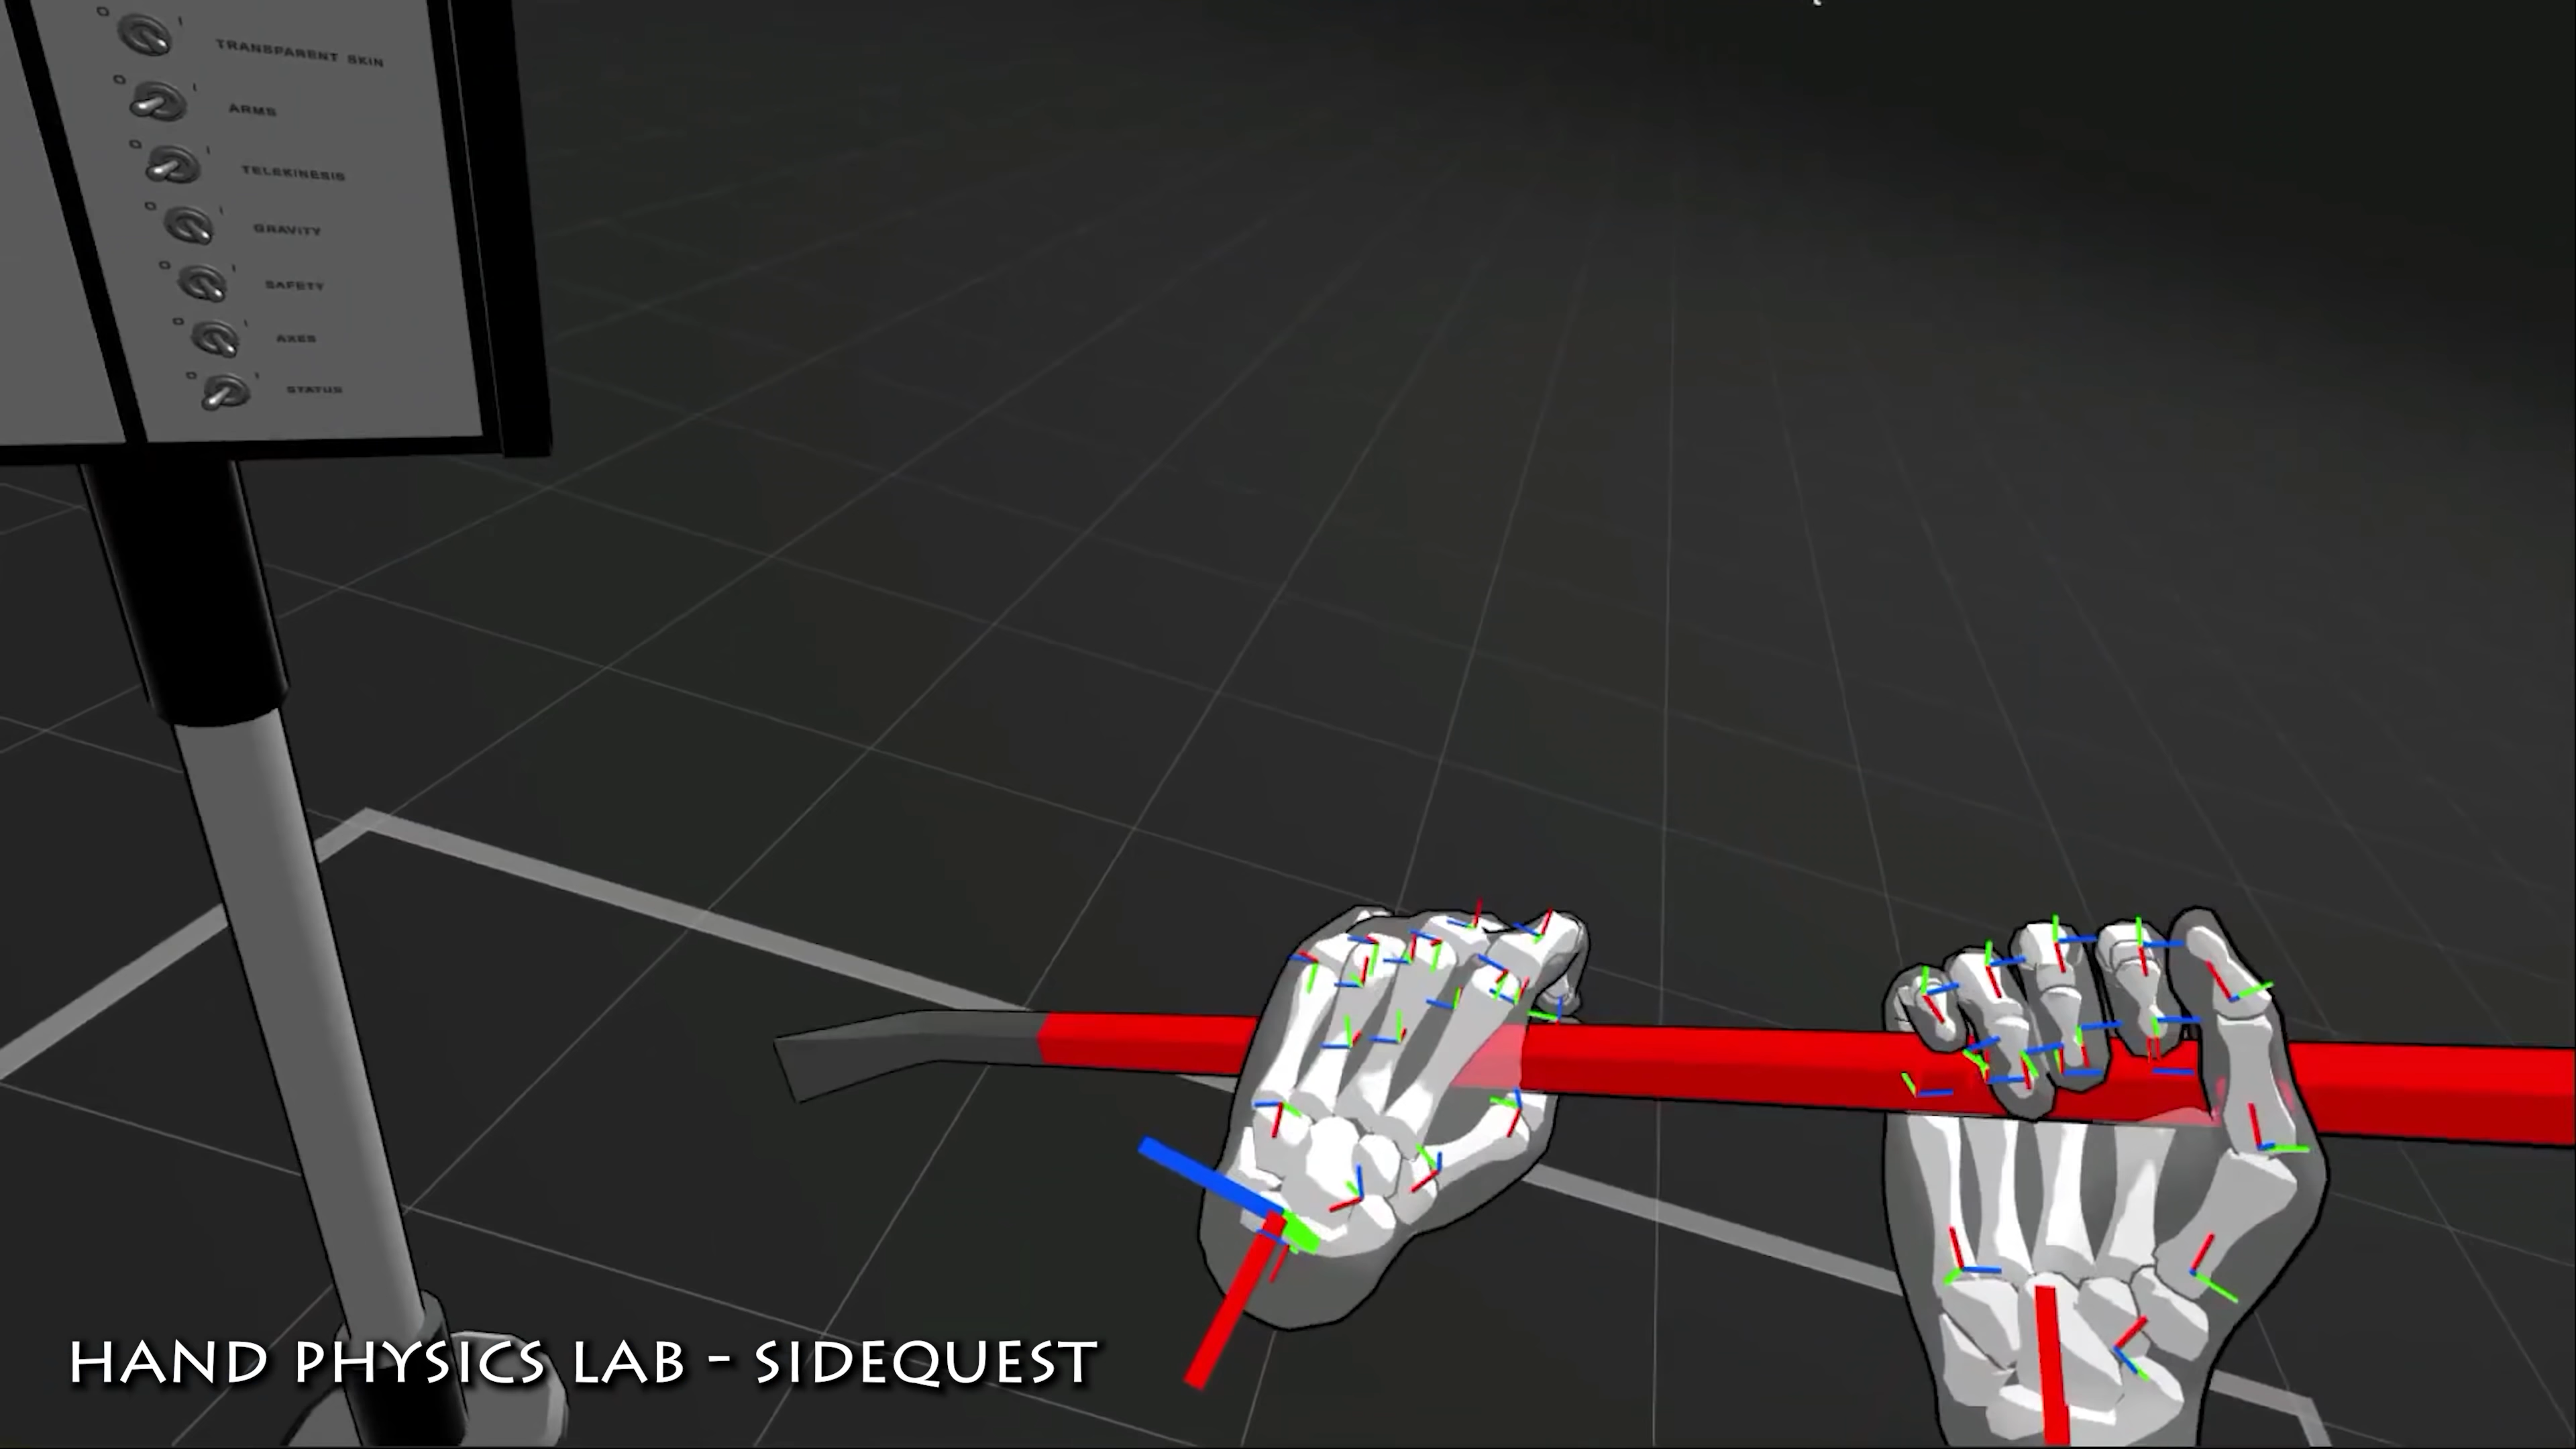 O I TRANSPARENT SKIN
O I ARMS
O I TELEKINESIS
O I GRAVITY
O I SAFETY
O I AXES
O I STATUS
HAND PHYSICS LAB - SIDEQUEST